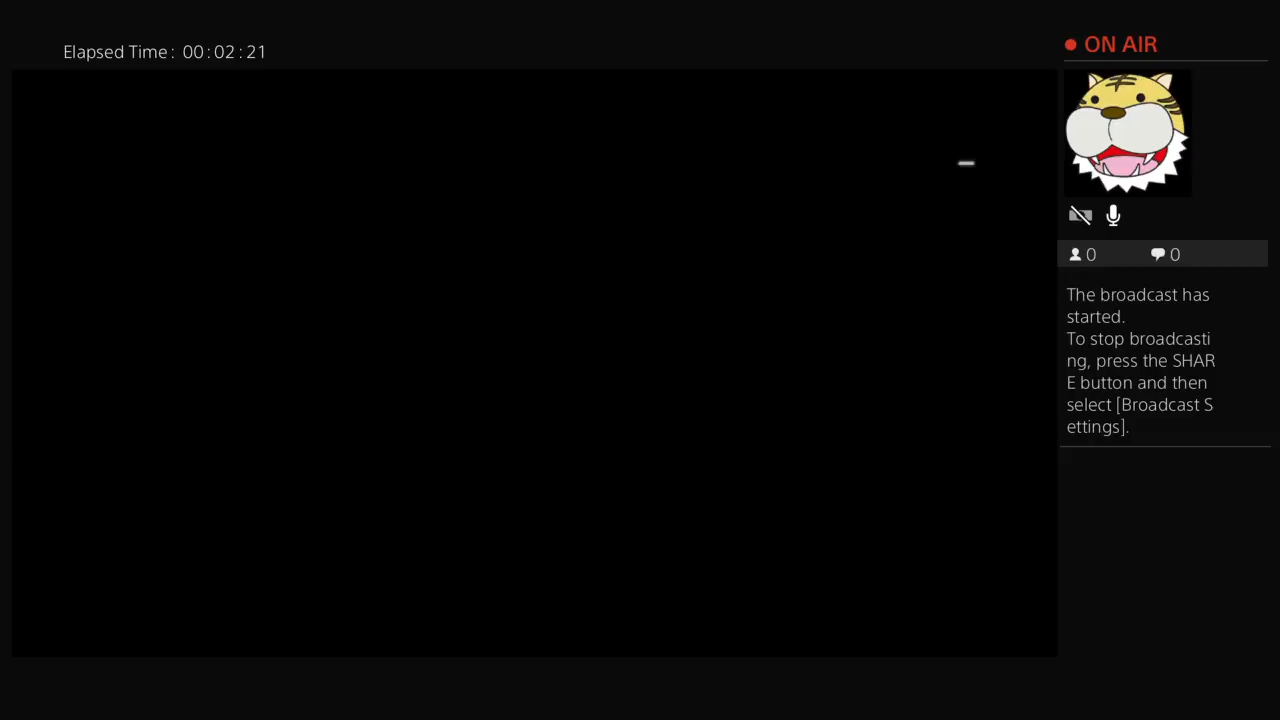 Elapsed Time: 00:02:21
ON AIR
0 0
The broadcast has
started.
To stop broadcasti
ng, press the SHAR
E button and then
select [Broadcast S
ettings].